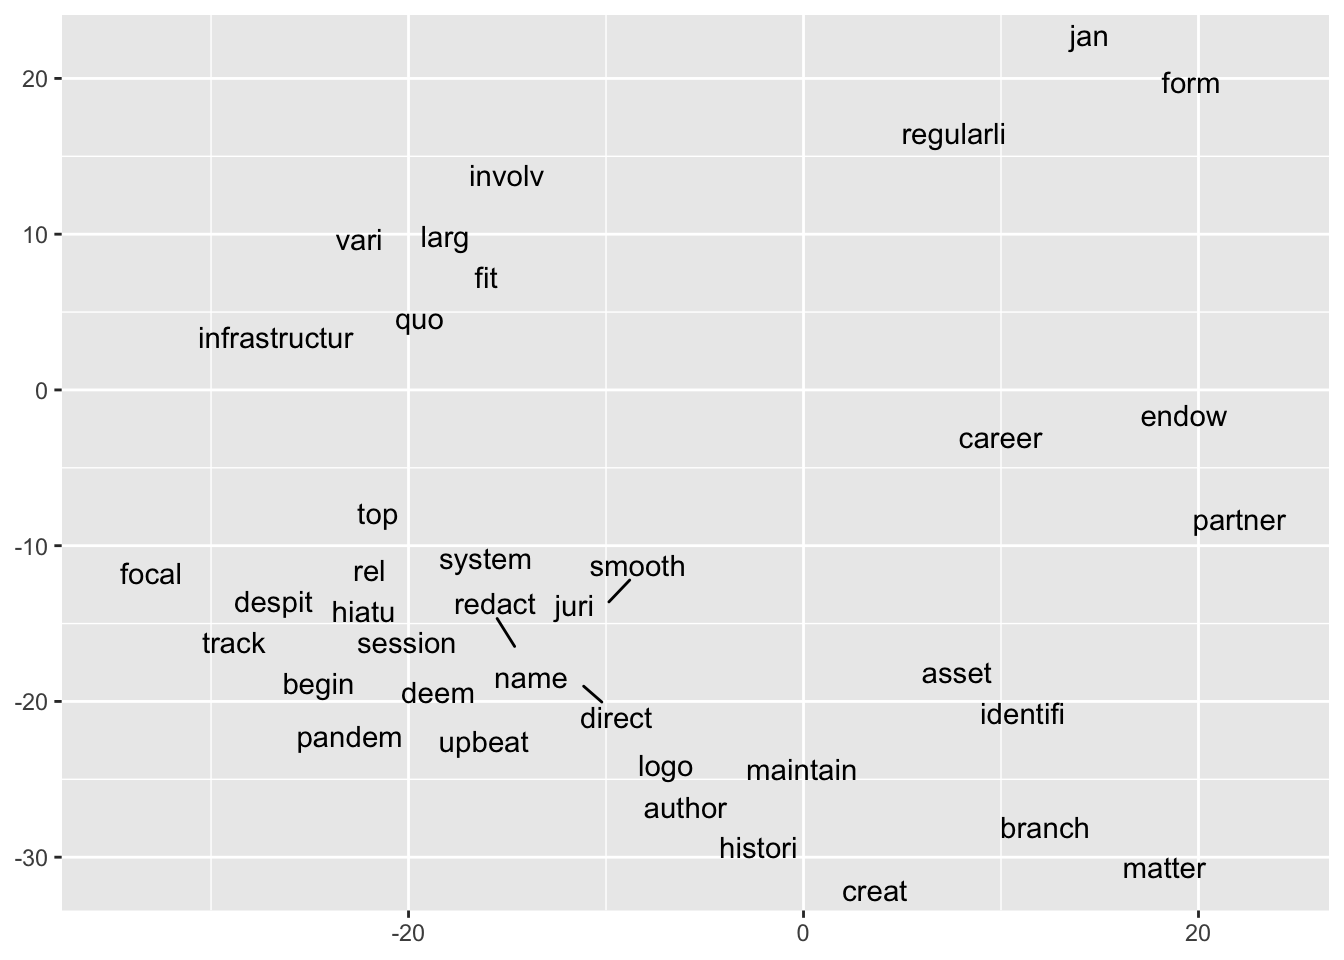 jan
20
form
regularli
involv
10
vari
larg
fit
quo
infrastructur
0
endow
career
top
partner
-10
system
smooth
rel
focal
despit
redact
juri
hiatu
track
session
asset
name
begin
deem
-20
identifi
direct
pandem
upbeat
logo
maintain
author
branch
histori
-30
matter
creat
-20
0
20